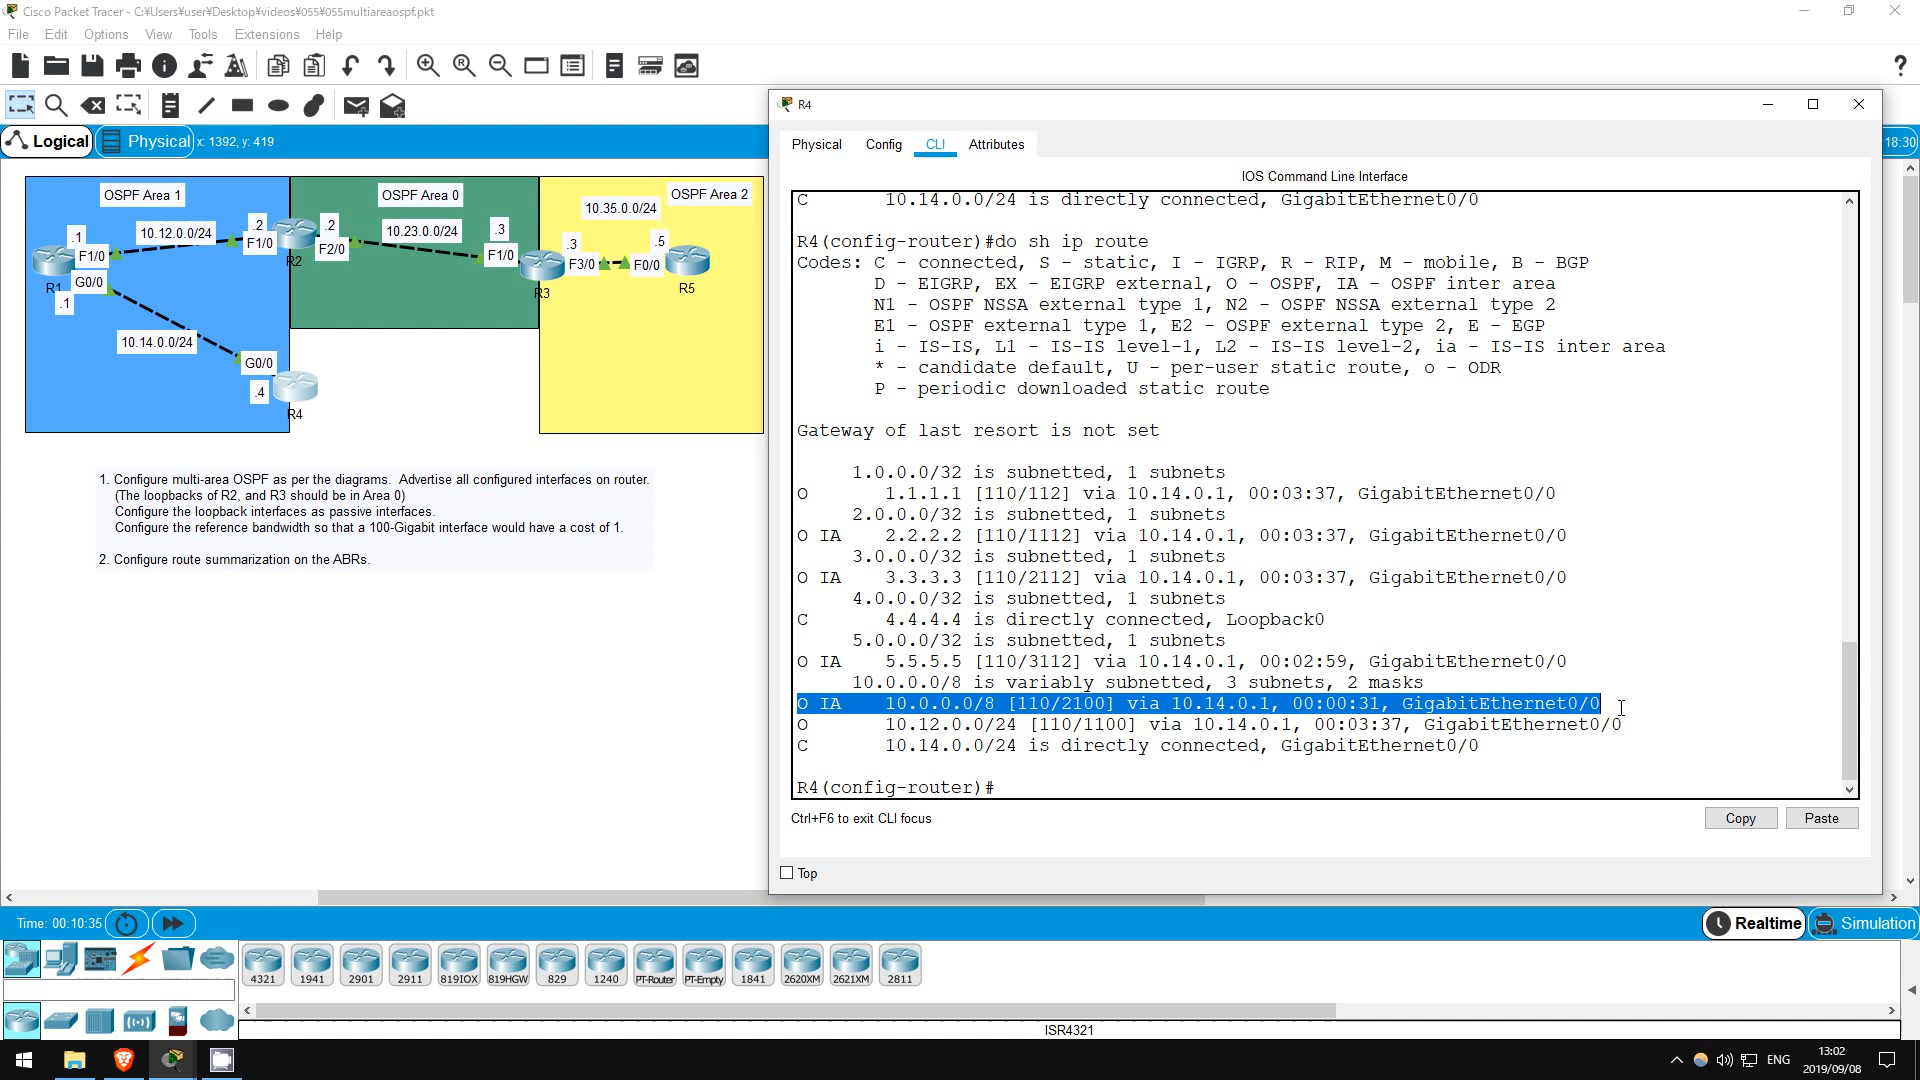 Cisco Packet Tracer - C:¥Users¥user¥Desktop¥videos¥055¥055multiareaospf.pkt
File Edit Options View Tools Extensions Help
Logical Physical x: 1392, y: 419
18:30
OSPF Area 1
OSPF Area 0
OSPF Area 2
10.35.0.0/24
10.12.0.0/24
10.23.0.0/24
.1
F1/0
G0/0
.1
R1
.2
F1/0
R2
.2
F2/0
.3
F1/0
R3
.3
F3/0
.5
F0/0
R5
10.14.0.0/24
G0/0
.4
R4
1. Configure multi-area OSPF as per the diagrams. Advertise all configured interfaces on router.
(The loopbacks of R2, and R3 should be in Area 0)
Configure the loopback interfaces as passive interfaces.
Configure the reference bandwidth so that a 100-Gigabit interface would have a cost of 1.
2. Configure route summarization on the ABRs.
R4
Physical Config CLI Attributes
IOS Command Line Interface
C 10.14.0.0/24 is directly connected, GigabitEthernet0/0
R4(config-router)#do sh ip route
Codes: C - connected, S - static, I - IGRP, R - RIP, M - mobile, B - BGP
D - EIGRP, EX - EIGRP external, O - OSPF, IA - OSPF inter area
N1 - OSPF NSSA external type 1, N2 - OSPF NSSA external type 2
E1 - OSPF external type 1, E2 - OSPF external type 2, E - EGP
i - IS-IS, L1 - IS-IS level-1, L2 - IS-IS level-2, ia - IS-IS inter area
* - candidate default, U - per-user static route, o - ODR
P - periodic downloaded static route
Gateway of last resort is not set
1.0.0.0/32 is subnetted, 1 subnets
O 1.1.1.1 [110/112] via 10.14.0.1, 00:03:37, GigabitEthernet0/0
2.0.0.0/32 is subnetted, 1 subnets
O IA 2.2.2.2 [110/1112] via 10.14.0.1, 00:03:37, GigabitEthernet0/0
3.0.0.0/32 is subnetted, 1 subnets
O IA 3.3.3.3 [110/2112] via 10.14.0.1, 00:03:37, GigabitEthernet0/0
4.0.0.0/32 is subnetted, 1 subnets
C 4.4.4.4 is directly connected, Loopback0
5.0.0.0/32 is subnetted, 1 subnets
O IA 5.5.5.5 [110/3112] via 10.14.0.1, 00:02:59, GigabitEthernet0/0
10.0.0.0/8 is variably subnetted, 3 subnets, 2 masks
O IA 10.0.0.0/8 [110/2100] via 10.14.0.1, 00:00:31, GigabitEthernet0/0
O 10.12.0.0/24 [110/1100] via 10.14.0.1, 00:03:37, GigabitEthernet0/0
C 10.14.0.0/24 is directly connected, GigabitEthernet0/0
R4(config-router)#
Ctrl+F6 to exit CLI focus
Copy
Paste
Top
Time: 00:10:35
Realtime
Simulation
4321 1941 2901 2911 819IOX 819HGW 829 1240 PT-Router PT-Empty 1841 2620XM 2621XM 2811
ISR4321
ENG
13:02
2019/09/08